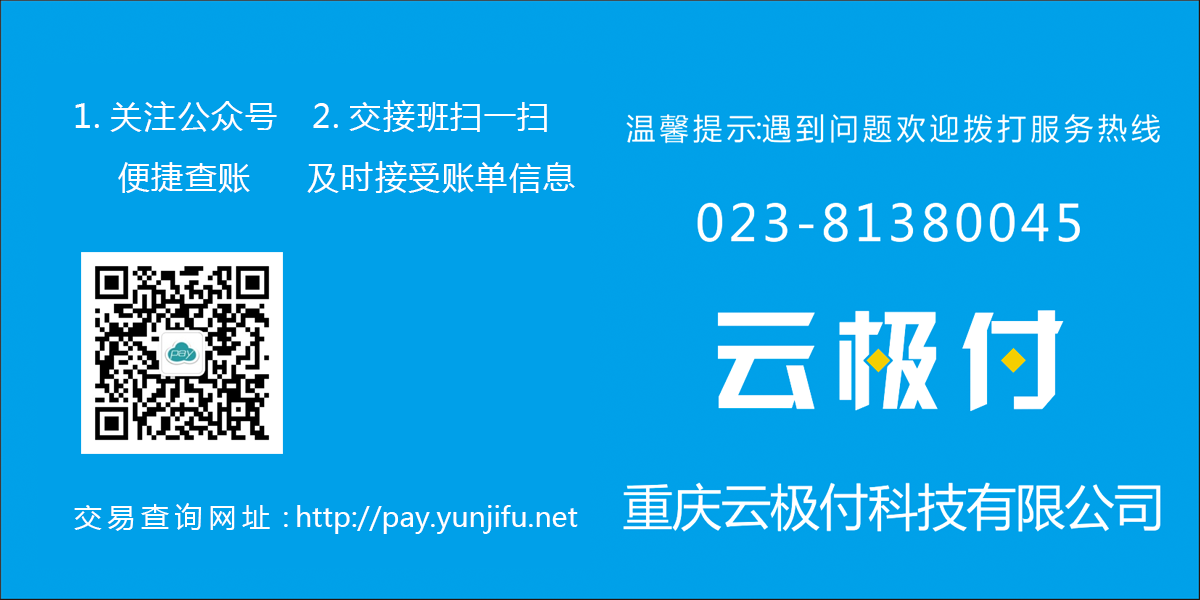 1. 关注公众号
便捷查账
2. 交接班扫一扫
及时接受账单信息
pay
交易查询网址 :http://pay.yunjifu.net
温馨提示:遇到问题欢迎拨打服务热线
023-81380045
云极付
重庆云极付科技有限公司